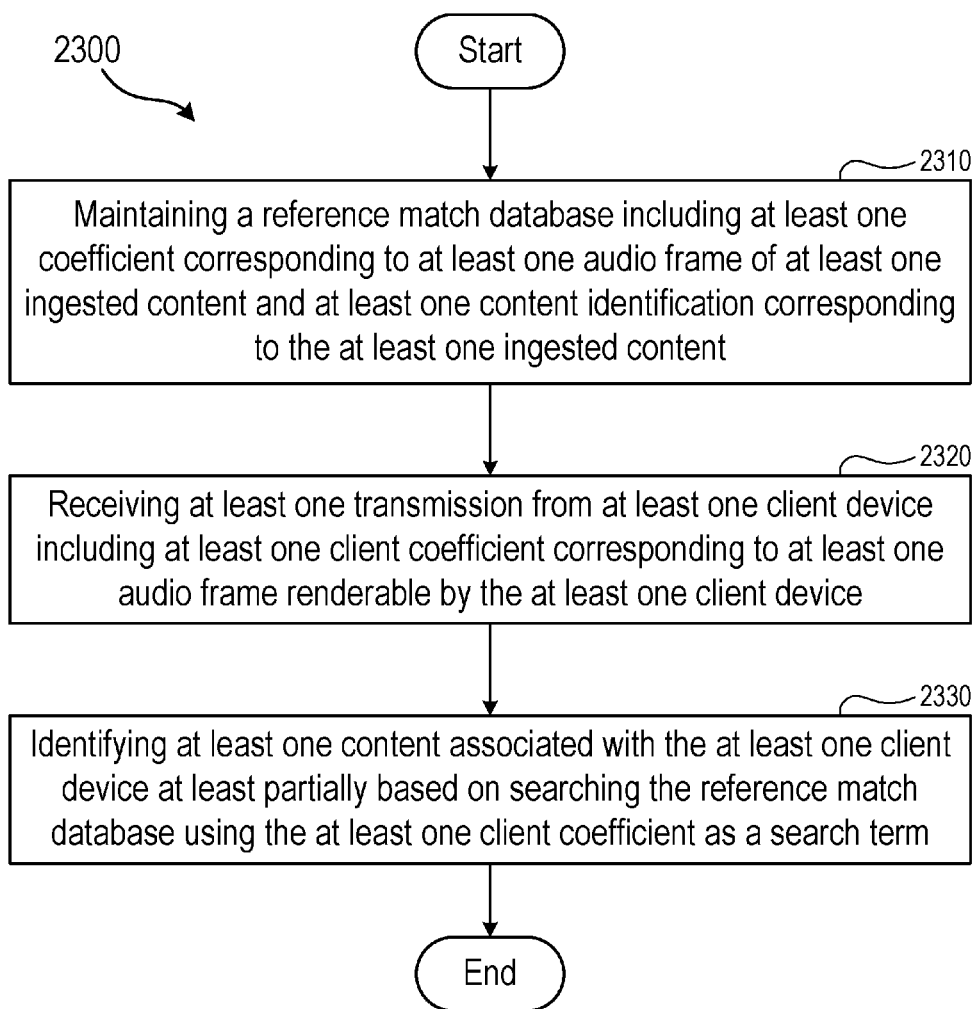 2300
Start
2310
Maintaining a reference match database including at least one
coefficient corresponding to at least one audio frame of at least one
ingested content and at least one content identification corresponding
to the at least one ingested content
2320
Receiving at least one transmission from at least one client device
including at least one client coefficient corresponding to at least one
audio frame renderable by the at least one client device
2330
Identifying at least one content associated with the at least one client
device at least partially based on searching the reference match
database using the at least one client coefficient as a search term
End